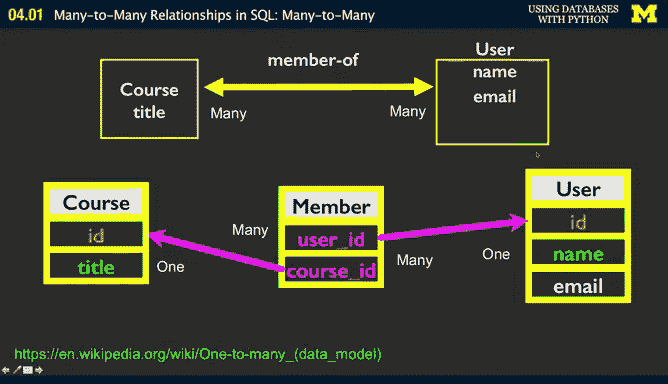 04.01 Many-to-Many Relationships in SQL: Many-to-Many
USING DATABASES
WITH PYTHON
M
member-of
Course
title
Many
Many
User
name
email
Course
id
title
One
Many
Member
user_id
course_id
Many
One
User
id
name
email
https://en.wikipedia.org/wiki/One-to-many_(data_model)